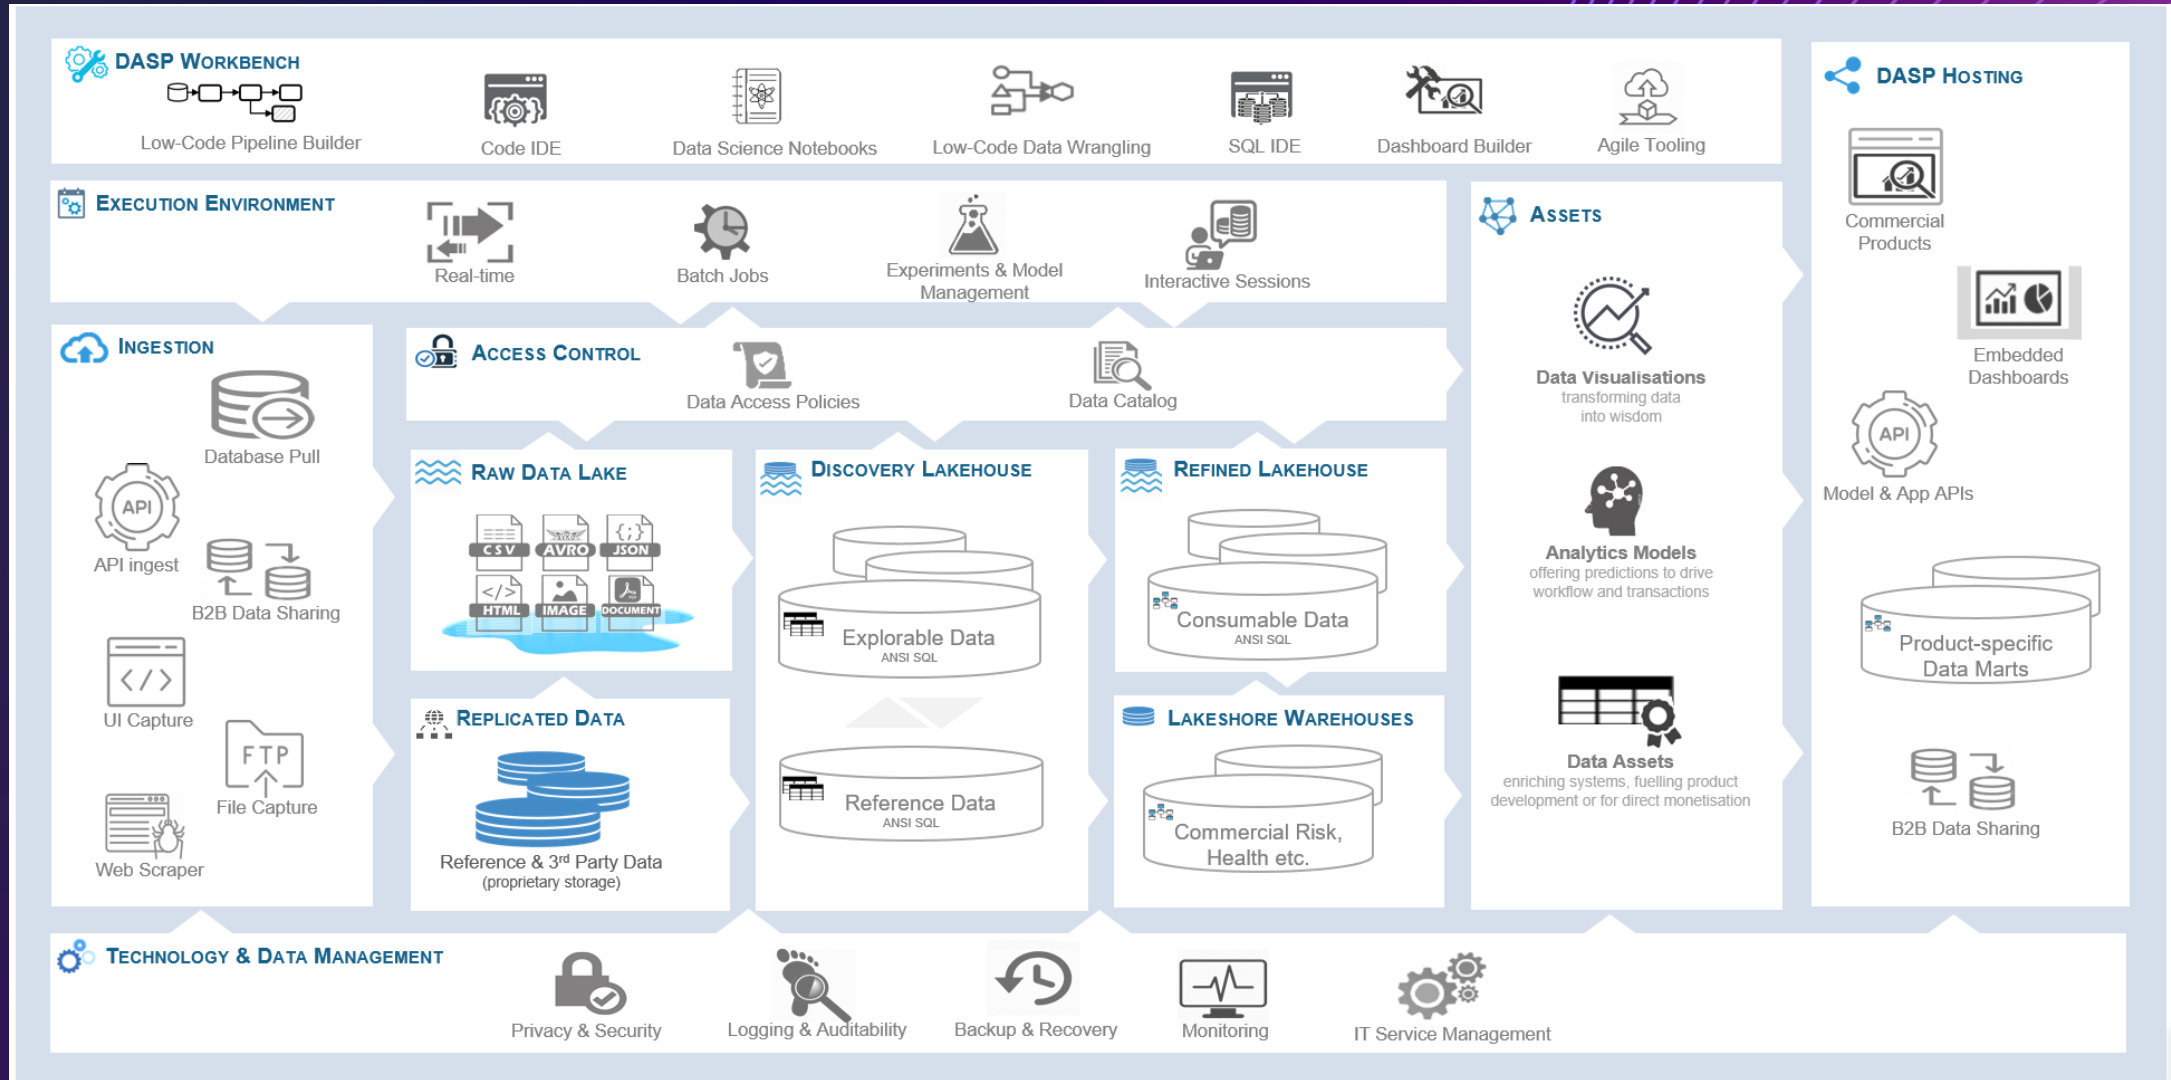 DASP WORKBENCH
Low-Code Pipeline Builder
Code IDE
Data Science Notebooks
Low-Code Data Wrangling
SQL IDE
Dashboard Builder
Agile Tooling
EXECUTION ENVIRONMENT
Real-time
Batch Jobs
Experiments & Model
Management
Interactive Sessions
INGESTION
Database Pull
API
API ingest
B2B Data Sharing
</>
UI Capture
FTP
File Capture
Web Scraper
ACCESS CONTROL
Data Access Policies
Data Catalog
RAW DATA LAKE
CSV
AVRO
{;}
JSON
</>
HTML
IMAGE
DOCUMENT
REPLICATED DATA
Reference & 3rd Party Data
(proprietary storage)
DISCOVERY LAKEHOUSE
Explorable Data
ANSI SQL
Reference Data
ANSI SQL
REFINED LAKEHOUSE
Consumable Data
ANSI SQL
LAKESHORE WAREHOUSES
Commercial Risk,
Health etc.
ASSETS
Data Visualisations
transforming data
into wisdom
Analytics Models
offering predictions to drive
workflow and transactions
Data Assets
enriching systems, fuelling product
development or for direct monetisation
DASP HOSTING
Commercial
Products
Embedded
Dashboards
API
Model & App APIs
Product-specific
Data Marts
B2B Data Sharing
TECHNOLOGY & DATA MANAGEMENT
Privacy & Security
Logging & Auditability
Backup & Recovery
Monitoring
IT Service Management